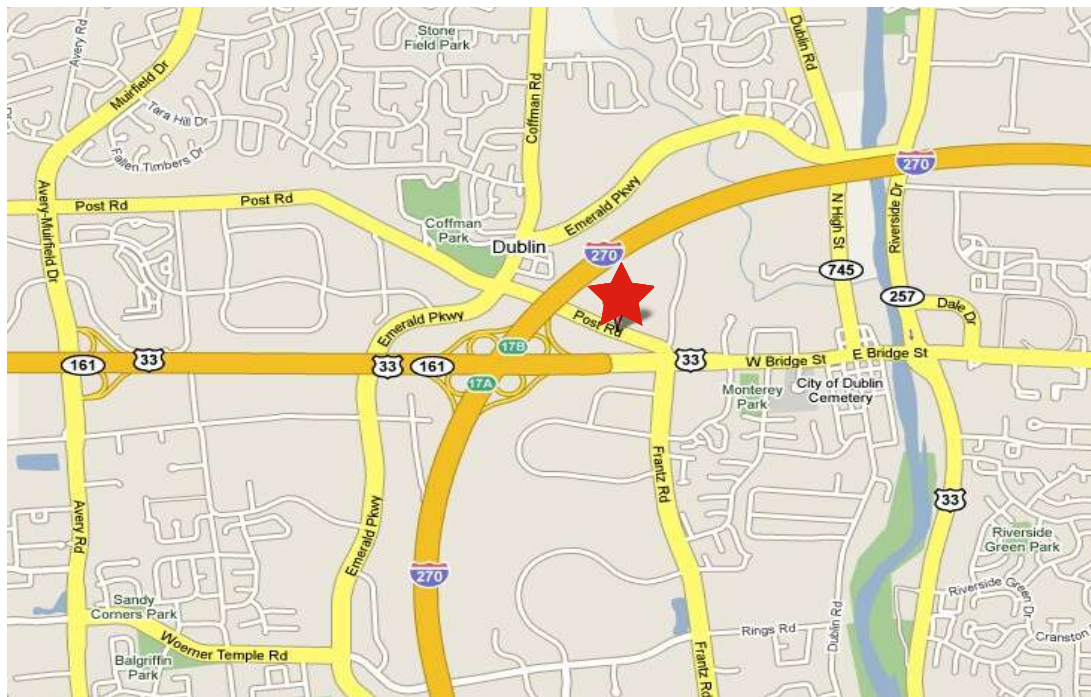 Stone
Field Park
Avery Rd
Muirfield Dr
Tara Hill Dr
Fallen Timbers Dr
Coffman Rd
Dublin Rd
270
Avery-Muirfield Dr
Post Rd
Post Rd
Coffman
Park
Emerald Pkwy
Dublin
N High St
Riverside Dr
270
745
257
Dale Dr
Emerald Pkwy
Post Rd
17B
161
33
33
161
33
W Bridge St
E Bridge St
17A
Monterey
Park
City of Dublin
Cemetery
Frantz Rd
Avery Rd
Emerald Pkwy
33
Riverside
Green Park
270
Riverside Green Dr
Sandy
Corners Park
Dublin Rd
Rings Rd
Cranston
Woerner Temple Rd
Frantz Rd
Balgriffin
Park